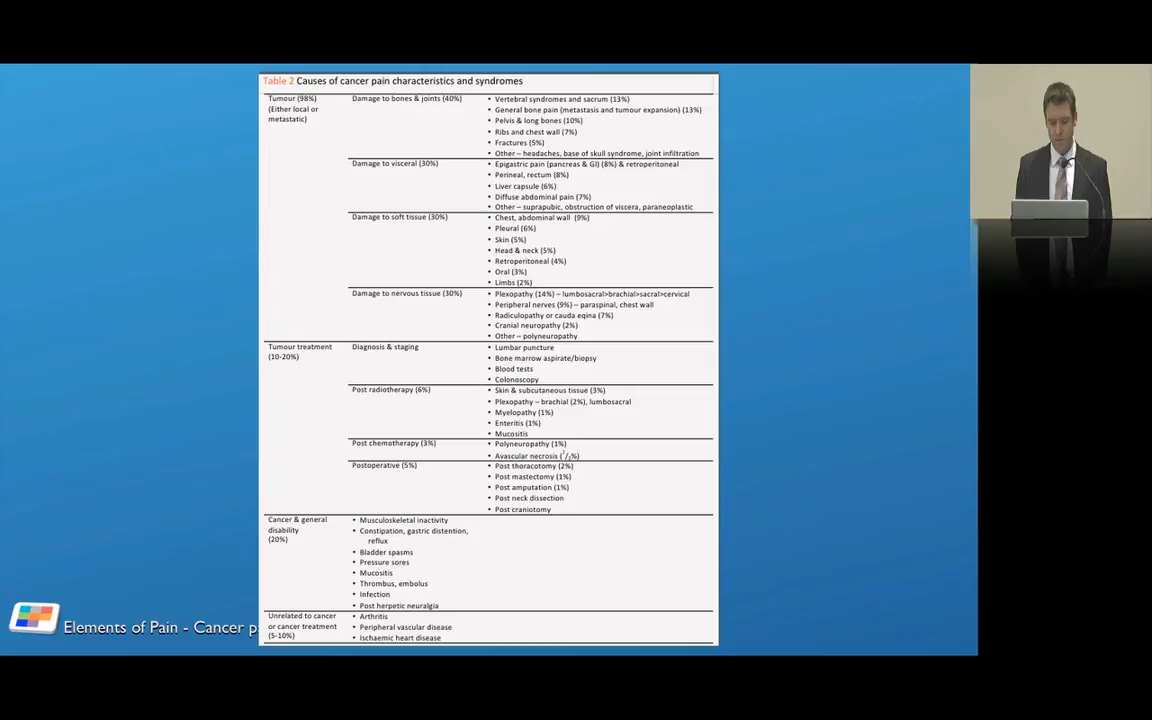 Table 2 Causes of cancer pain characteristics and syndromes
Tumour (98%)
(Either local or
metastatic)
Damage to bones & joints (40%)
• Vertebral syndromes and sacrum (13%)
• General bone pain (metastasis and tumour expansion) (13%)
• Pelvis & long bones (10%)
• Ribs and chest wall (7%)
• Fractures (5%)
• Other – headaches, base of skull syndrome, joint infiltration
Damage to visceral (30%)
• Epigastric pain (pancreas & GI) (8%) & retroperitoneal
• Perineal, rectum (8%)
• Liver capsule (6%)
• Diffuse abdominal pain (7%)
• Other – suprapubic, obstruction of viscera, paraneoplastic
Damage to soft tissue (30%)
• Chest, abdominal wall (9%)
• Pleural (6%)
• Skin (5%)
• Head & neck (5%)
• Retroperitoneal (4%)
• Oral (3%)
• Limbs (2%)
Damage to nervous tissue (30%)
• Plexopathy (14%) – lumbosacral>brachial>sacral>cervical
• Peripheral nerves (9%) – paraspinal, chest wall
• Radiculopathy or cauda eqina (7%)
• Cranial neuropathy (2%)
• Other – polyneuropathy
Tumour treatment
(10-20%)
Diagnosis & staging
• Lumbar puncture
• Bone marrow aspirate/biopsy
• Blood tests
• Colonoscopy
Post radiotherapy (6%)
• Skin & subcutaneous tissue (3%)
• Plexopathy – brachial (2%), lumbosacral
• Myelopathy (1%)
• Enteritis (1%)
• Mucositis
Post chemotherapy (3%)
• Polyneuropathy (1%)
• Avascular necrosis (1/2%)
Postoperative (5%)
• Post thoracotomy (2%)
• Post mastectomy (1%)
• Post amputation (1%)
• Post neck dissection
• Post craniotomy
Cancer & general
disability
(20%)
• Musculoskeletal inactivity
• Constipation, gastric distention,
reflux
• Bladder spasms
• Pressure sores
• Mucositis
• Thrombus, embolus
• Infection
• Post herpetic neuralgia
Unrelated to cancer
or cancer treatment
(5-10%)
• Arthritis
• Peripheral vascular disease
• Ischaemic heart disease
Elements of Pain - Cancer p